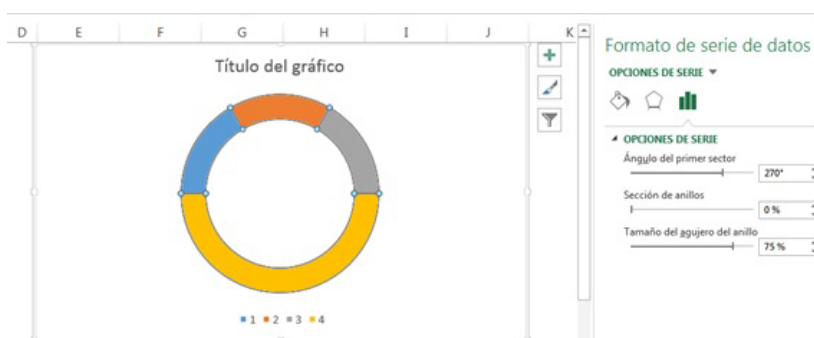 D E F G H I J K
Título del gráfico
1 2 3 4
Formato de serie de datos
OPCIONES DE SERIE
OPCIONES DE SERIE
Ángulo del primer sector
270°
Sección de anillos
0 %
Tamaño del agujero del anillo
75 %